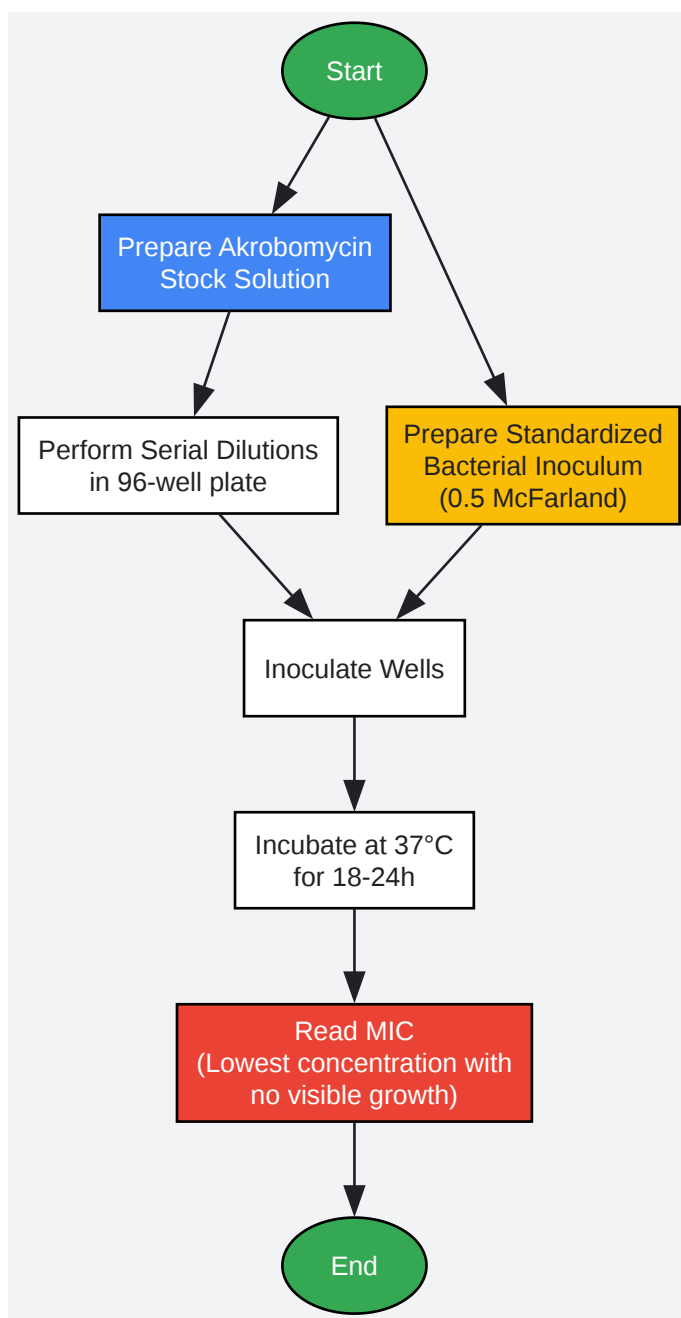 Start
Prepare Akrobomycin
Stock Solution
Perform Serial Dilutions
in 96-well plate
Prepare Standardized
Bacterial Inoculum
(0.5 McFarland)
Inoculate Wells
Incubate at 37°C
for 18-24h
Read MIC
(Lowest concentration with
no visible growth)
End